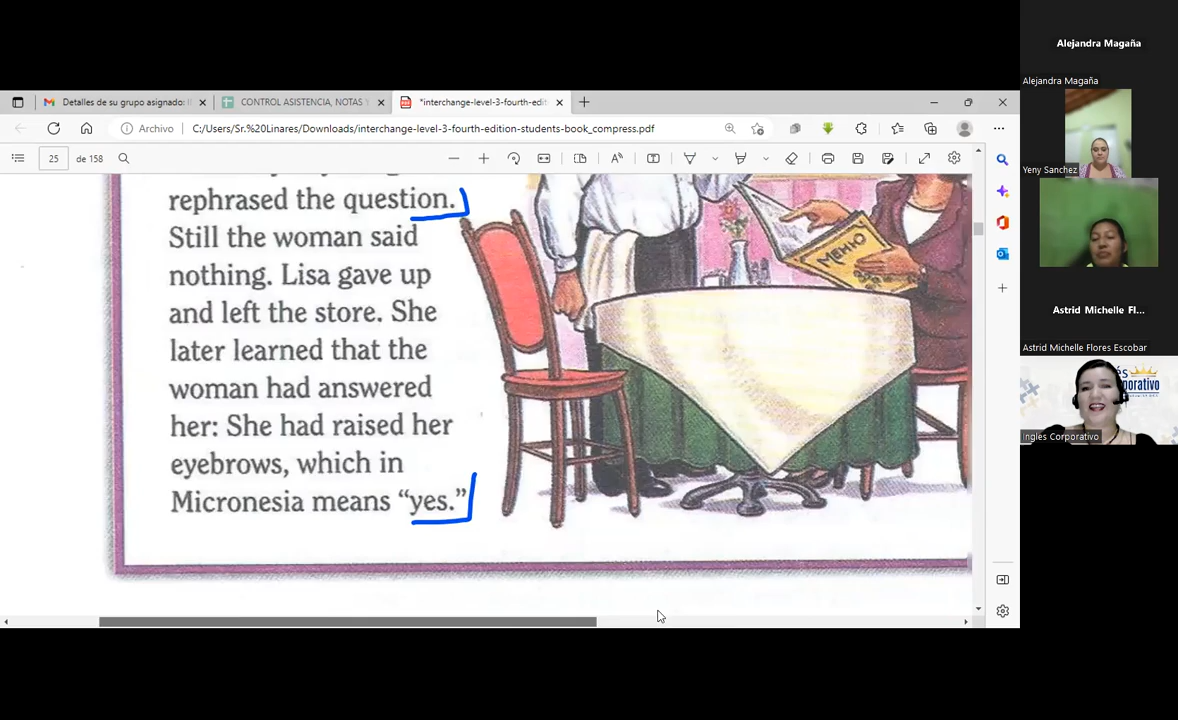 Alejandra Magaña
Alejandra Magaña
Detalles de su grupo asignado: I
CONTROL ASISTENCIA, NOTAS Y
*interchange-level-3-fourth-edit
Archivo
C:/Users/Sr.%20Linares/Downloads/interchange-level-3-fourth-edition-students-book_compress.pdf
25
de 158
Yeny Sanchez
rephrased the question.
Still the woman said
nothing. Lisa gave up
and left the store. She
later learned that the
woman had answered
her: She had raised her
eyebrows, which in
Micronesia means “yes.”
Astrid Michelle Fl...
Astrid Michelle Flores Escobar
Ingles Corporativo